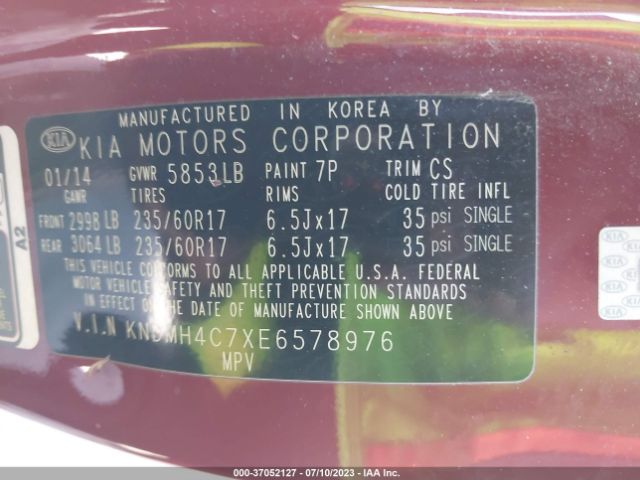 MANUFACTURED IN KOREA BY
KIA KIA MOTORS CORPORATION
01/14 GVWR 5853LB PAINT 7P TRIM CS
GAWR TIRES RIMS COLD TIRE INFL
FRONT 2998 LB 235/60R17 6.5Jx17 35 psi SINGLE
REAR 3064 LB 235/60R17 6.5Jx17 35 psi SINGLE
THIS VEHICLE CONFORMS TO ALL APPLICABLE U.S.A. FEDERAL
MOTOR VEHICLE SAFETY AND THEFT PREVENTION STANDARDS
IN EFFECT ON THE DATE OF MANUFACTURE SHOWN ABOVE.
V.I.N KNDMH4C7XE6578976
MPV
A2
000-37052127 - 07/10/2023 - IAA Inc.